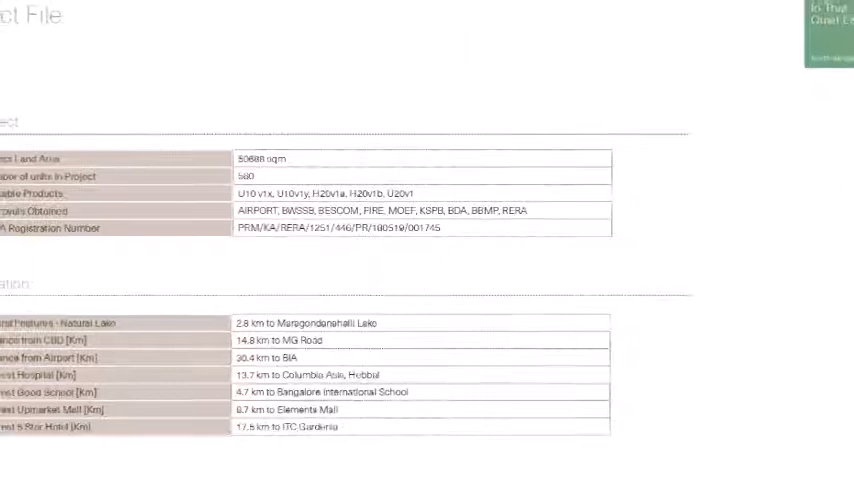 ct File
In That
Quiet E
ect
ect Land Area 50688 sqm
ber of units in Project 580
able Products U10 v1x, U10v1y, H20v1a, H20v1b, U20v1
rovals Obtained AIRPORT, BWSSB, BESCOM, FIRE, MOEF, KSPB, BDA, BBMP, RERA
A Registration Number PRM/KA/RERA/1251/446/PR/180519/001745
ation
Features - Natural Lake 2.8 km to Maragondanahalli Lake
ance from CBD [Km] 14.8 km to MG Road
ance from Airport [Km] 30.4 km to BIA
est Hospital [Km] 13.7 km to Columbia Asia, Hebbal
est Good School [Km] 4.7 km to Bangalore International School
est Upmarket Mall [Km] 8.7 km to Elements Mall
est 5 Star Hotel [Km] 17.5 km to ITC Gardenia